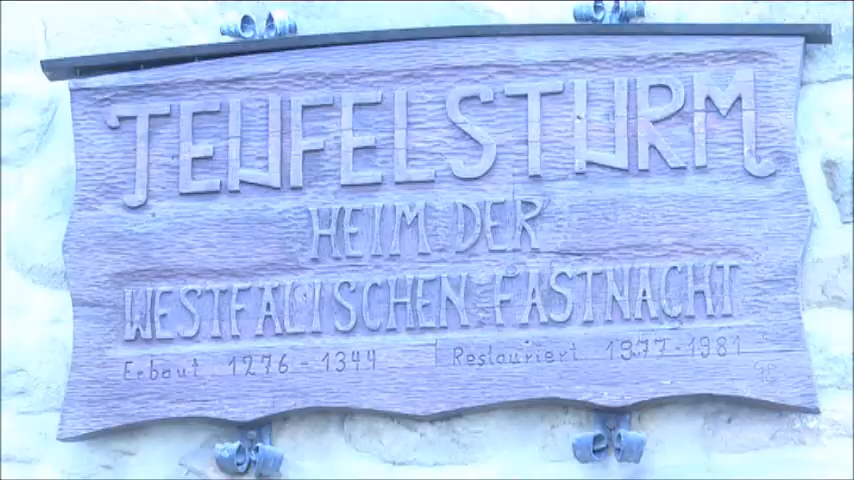 TEUFELSTURM
HEIM DER
WESTFÄLISCHEN FASTNACHT
Erbaut 1276 - 1344 Restauriert 1977 - 1981